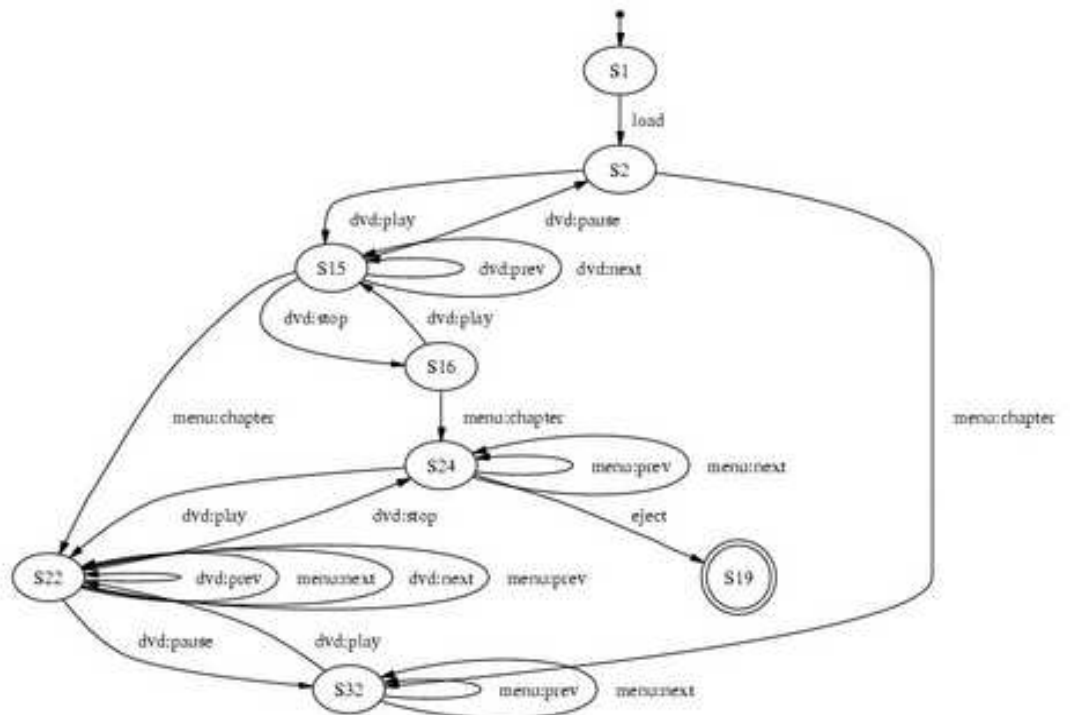 S1
load
S2
dvd:play
dvd:pause
S15
dvd:prev
dvd:next
dvd:stop
dvd:play
S16
menu:chapter
menu:chapter
menu:chapter
S24
menu:prev
menu:next
dvd:play
dvd:stop
eject
S22
dvd:prev
menu:next
dvd:next
menu:prev
S19
dvd:pause
dvd:play
S32
menu:prev
menu:next